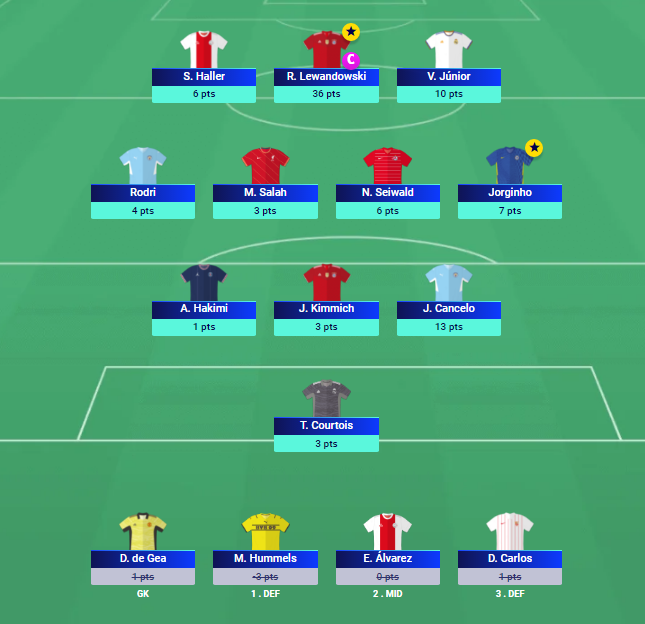 C
S. Haller
R. Lewandowski
V. Júnior
6 pts
36 pts
10 pts
Rodri
M. Salah
N. Seiwald
Jorginho
4 pts
3 pts
6 pts
7 pts
A. Hakimi
J. Kimmich
J. Cancelo
1 pts
3 pts
13 pts
T. Courtois
3 pts
D. de Gea
M. Hummels
E. Álvarez
D. Carlos
1 pts
-3 pts
0 pts
1 pts
GK
1 . DEF
2 . MID
3 . DEF